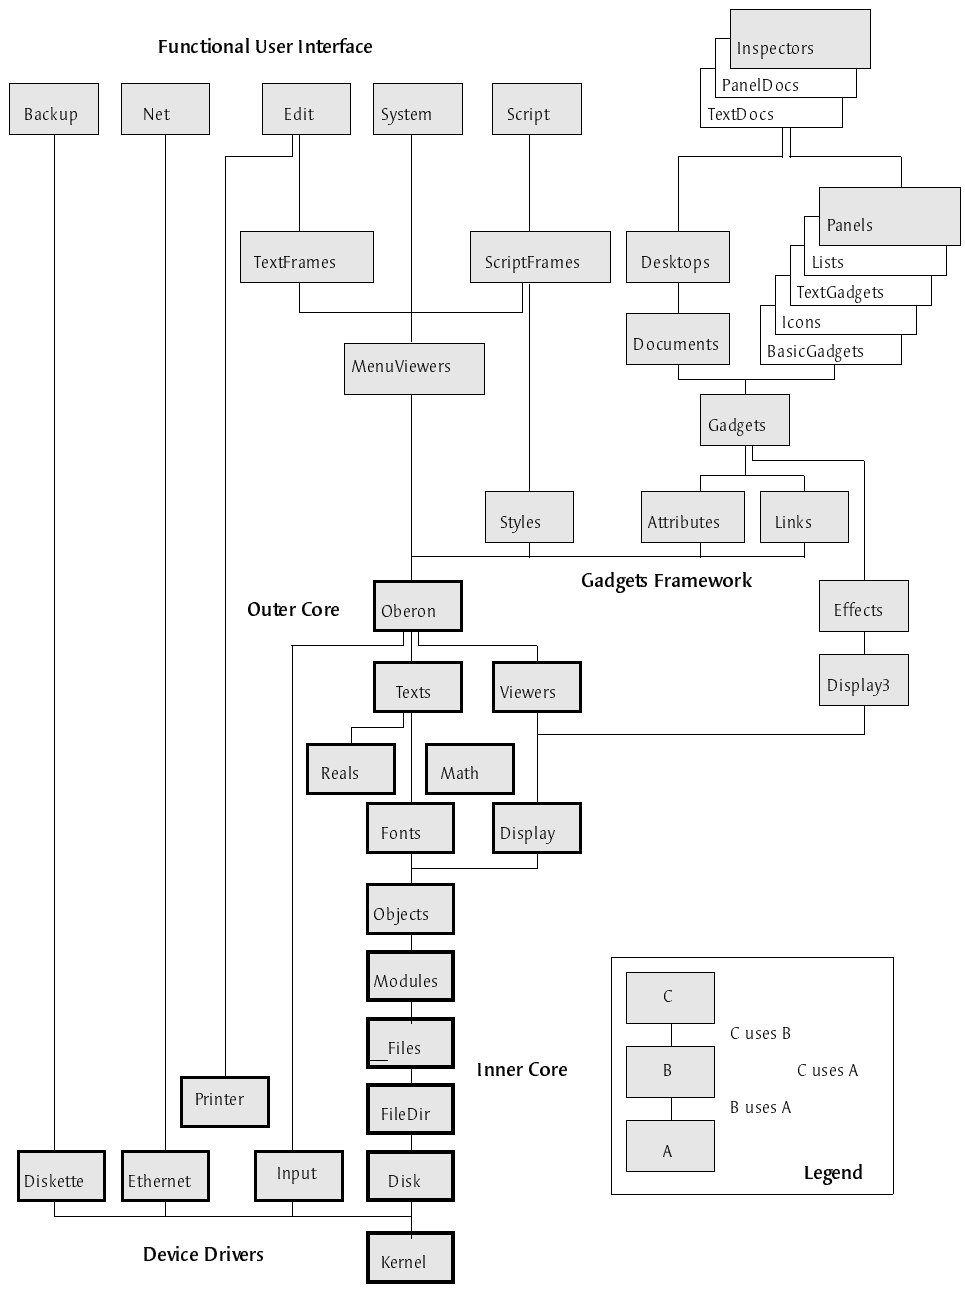 Functional User Interface
Inspectors
PanelDocs
TextDocs
Backup
Net
Edit
System
Script
Panels
Lists
TextGadgets
Icons
BasicGadgets
TextFrames
ScriptFrames
Desktops
Documents
MenuViewers
Gadgets
Styles
Attributes
Links
Gadgets Framework
Outer Core
Oberon
Effects
Texts
Viewers
Display3
Reals
Math
Fonts
Display
Objects
Modules
Files
Inner Core
FileDir
Printer
Diskette
Ethernet
Input
Disk
Device Drivers
Kernel
C
C uses B
B
C uses A
B uses A
A
Legend